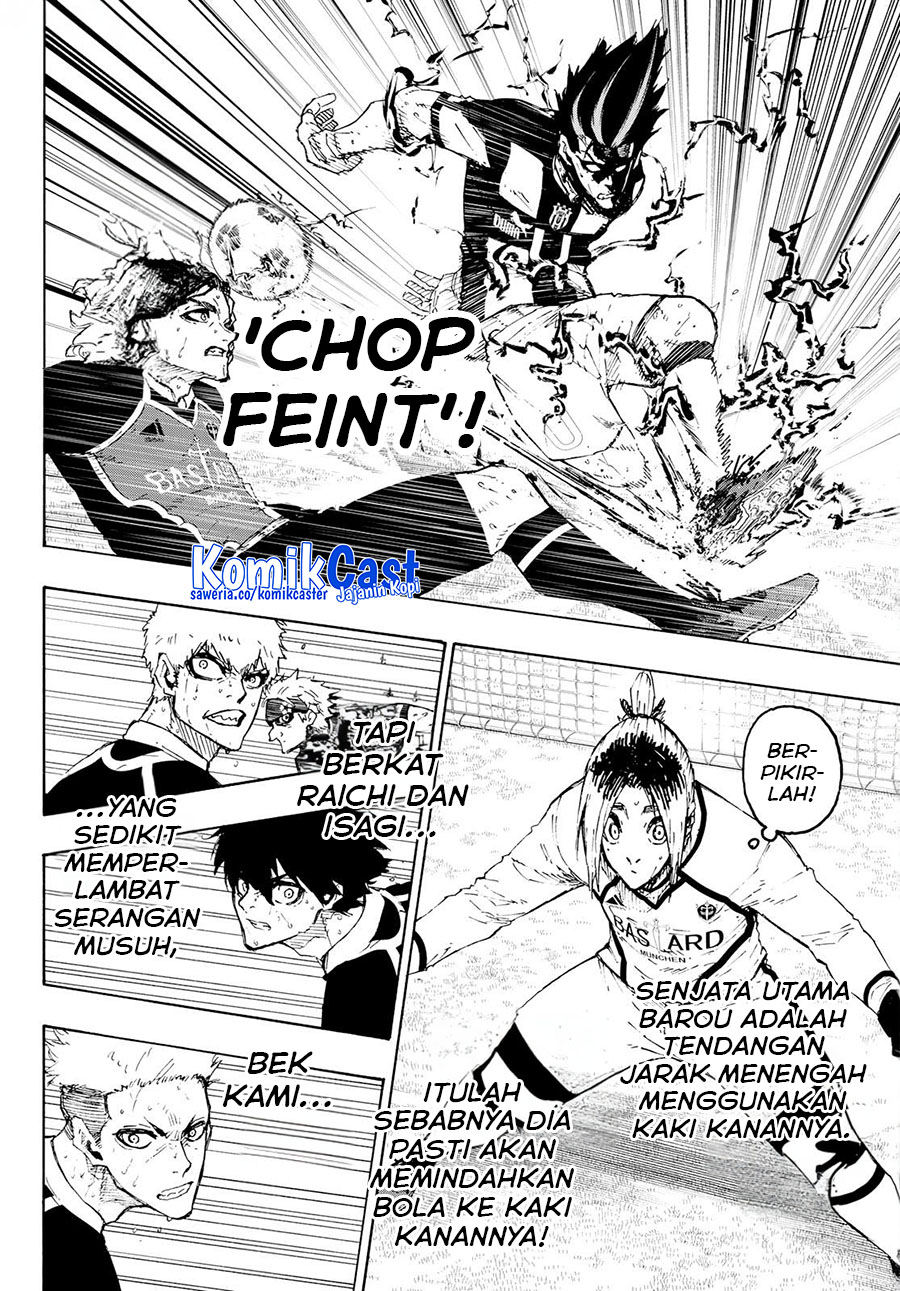 'CHOP
FEINT'!
BASTARD
KomikCast
saweria.co/komikcaster Jajanin Kopi
BER-
PIKIR-
LAH!
BASTARD
MÜNCHEN
SENJATA UTAMA
BAROU ADALAH
TENDANGAN
JARAK MENENGAH
MENGGUNAKAN
KAKI KANANNYA.
ITULAH
SEBABNYA DIA
PASTI AKAN
MEMINDAHKAN
BOLA KE KAKI
KANANNYA!
TAPI
BERKAT
RAICHI DAN
ISAGI...
...YANG
SEDIKIT
MEMPER-
LAMBAT
SERANGAN
MUSUH,
BEK
KAMI...